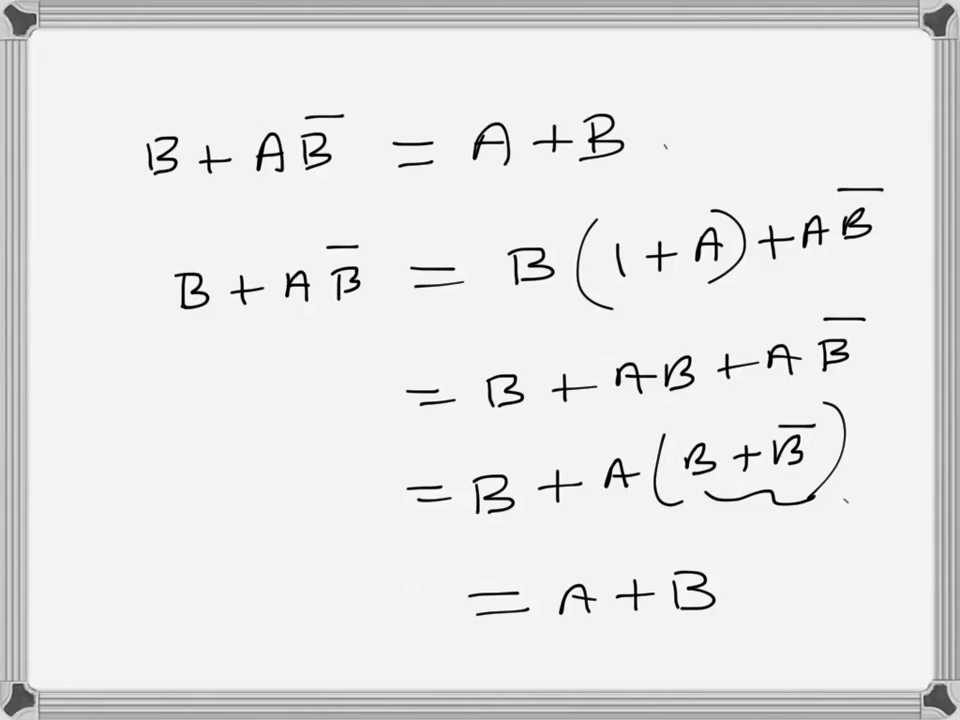 B + AB̅ = A + B
B + AB̅ = B(1 + A) + AB̅
= B + AB + AB̅
= B + A(B + B̅)
= A + B